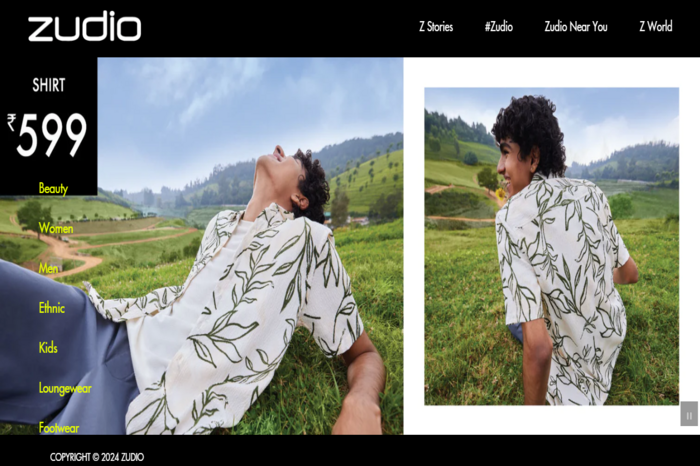 zudio
Z Stories
#Zudio
Zudio Near You
Z World
SHIRT
₹599
Beauty
Women
Men
Ethnic
Kids
Loungewear
Footwear
COPYRIGHT © 2024 ZUDIO